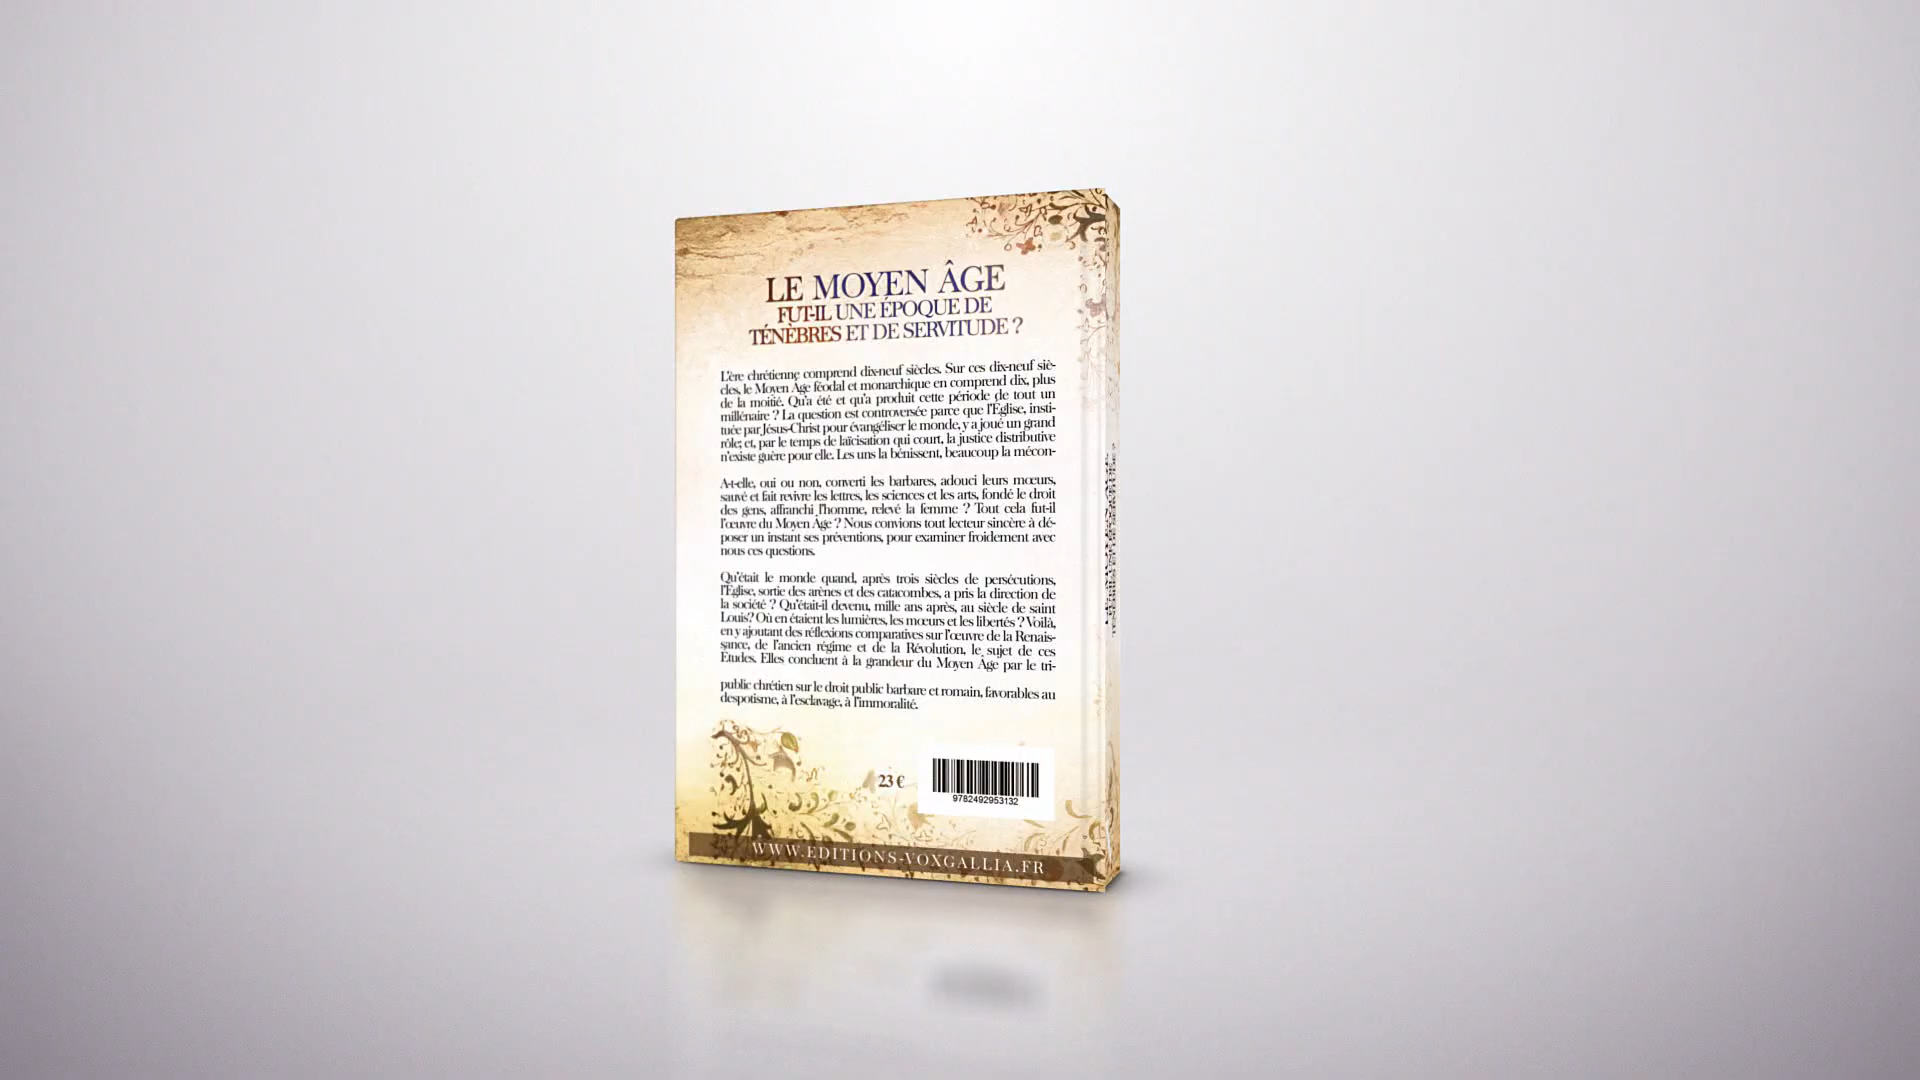 LE MOYEN ÂGE
FUT-IL UNE ÉPOQUE DE
TÉNÈBRES ET DE SERVITUDE ?
L'ère chrétienne comprend dix-neuf siècles. Sur ces dix-neuf siè-
cles, le Moyen Age féodal et monarchique en comprend dix, plus
de la moitié. Qu'a été et qu'a produit cette période de tout un
millénaire ? La question est controversée parce que l'Église, insti-
tuée par Jésus-Christ pour évangéliser le monde, y a joué un grand
rôle; et, par le temps de laïcisation qui court, la justice distributive
n'existe guère pour elle. Les uns la bénissent, beaucoup la mécon-
A-t-elle, oui ou non, converti les barbares, adouci leurs mœurs,
sauvé et fait revivre les lettres, les sciences et les arts, fondé le droit
des gens, affranchi l'homme, relevé la femme ? Tout cela fut-il
l'œuvre du Moyen Âge ? Nous convions tout lecteur sincère à dé-
poser un instant ses préventions, pour examiner froidement avec
nous ces questions.
Qu'était le monde quand, après trois siècles de persécutions,
l'Église, sortie des arènes et des catacombes, a pris la direction de
la société ? Qu'était-il devenu, mille ans après, au siècle de saint
Louis? Où en étaient les lumières, les mœurs et les libertés ? Voilà,
en y ajoutant des réflexions comparatives sur l'œuvre de la Renais-
sance, de l'ancien régime et de la Révolution, le sujet de ces
Études. Elles concluent à la grandeur du Moyen Âge par le tri-
public chrétien sur le droit public barbare et romain, favorables au
despotisme, à l'esclavage, à l'immoralité.
23 €
9782492953132
WWW.EDITIONS-VOXGALLIA.FR